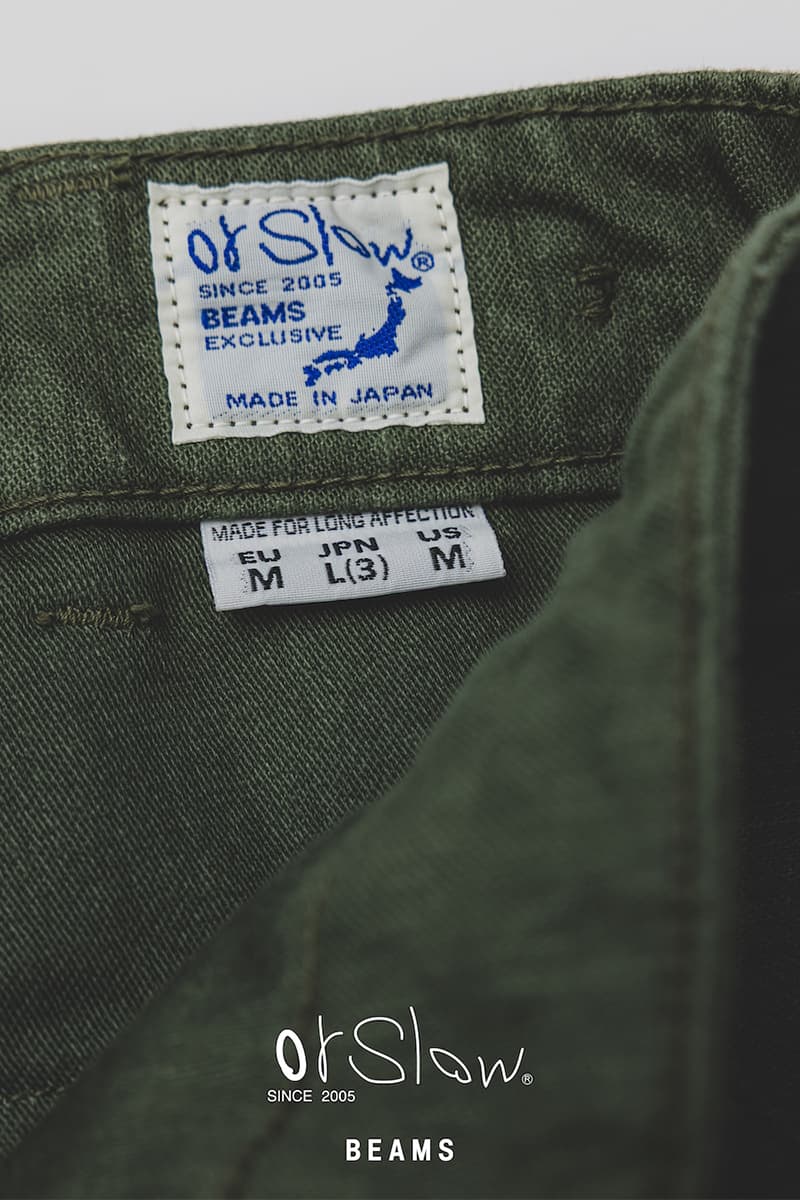 orSlow®
SINCE 2005
BEAMS
EXCLUSIVE
MADE IN JAPAN
MADE FOR LONG AFFECTION
EU JPN US
M L(3) M
orSlow®
SINCE 2005
BEAMS